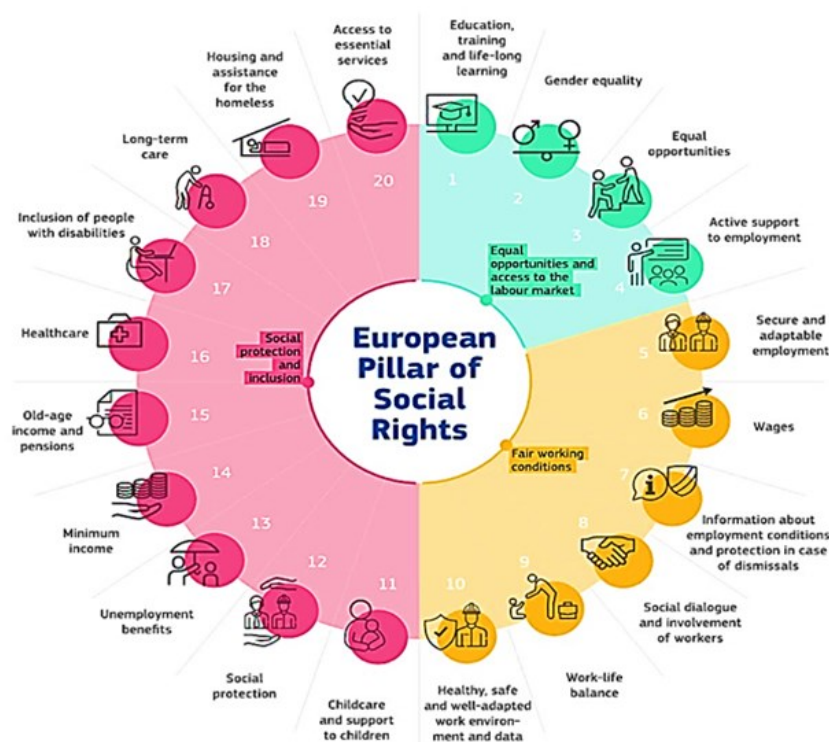 European
Pillar of
Social
Rights
Equal
opportunities and
access to the
labour market
1
Education,
training
and life-long
learning
2
Gender equality
3
Equal
opportunities
4
Active support
to employment
Fair working
conditions
5
Secure and
adaptable
employment
6
Wages
7
Information about
employment conditions
and protection in case
of dismissals
8
Social dialogue
and involvement
of workers
9
Work-life
balance
10
Healthy, safe
and well-adapted
work environ-
ment and data
Social
protection
and
inclusion
11
Childcare
and support
to children
12
Social
protection
13
Unemployment
benefits
14
Minimum
income
15
Old-age
income and
pensions
16
Healthcare
17
Inclusion of people
with disabilities
18
Long-term
care
19
Housing and
assistance
for the
homeless
20
Access to
essential
services